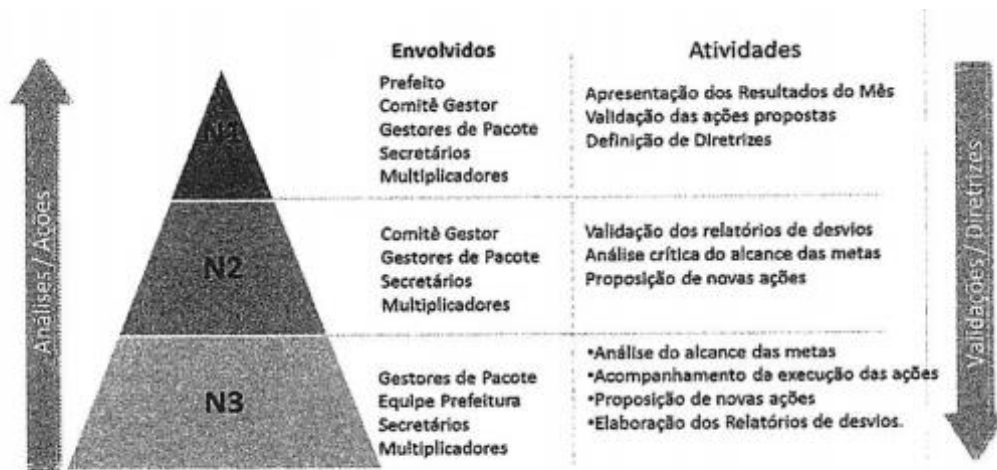 Análises / Ações
Envolvidos
Atividades
N1
Prefeito
Comitê Gestor
Gestores de Pacote
Secretários
Multiplicadores
Apresentação dos Resultados do Mês
Validação das ações propostas
Definição de Diretrizes
N2
Comitê Gestor
Gestores de Pacote
Secretários
Multiplicadores
Validação dos relatórios de desvios
Análise crítica do alcance das metas
Proposição de novas ações
N3
Gestores de Pacote
Equipe Prefeitura
Secretários
Multiplicadores
•Análise do alcance das metas
•Acompanhamento da execução das ações
•Proposição de novas ações
•Elaboração dos Relatórios de desvios.
Validações / Diretrizes